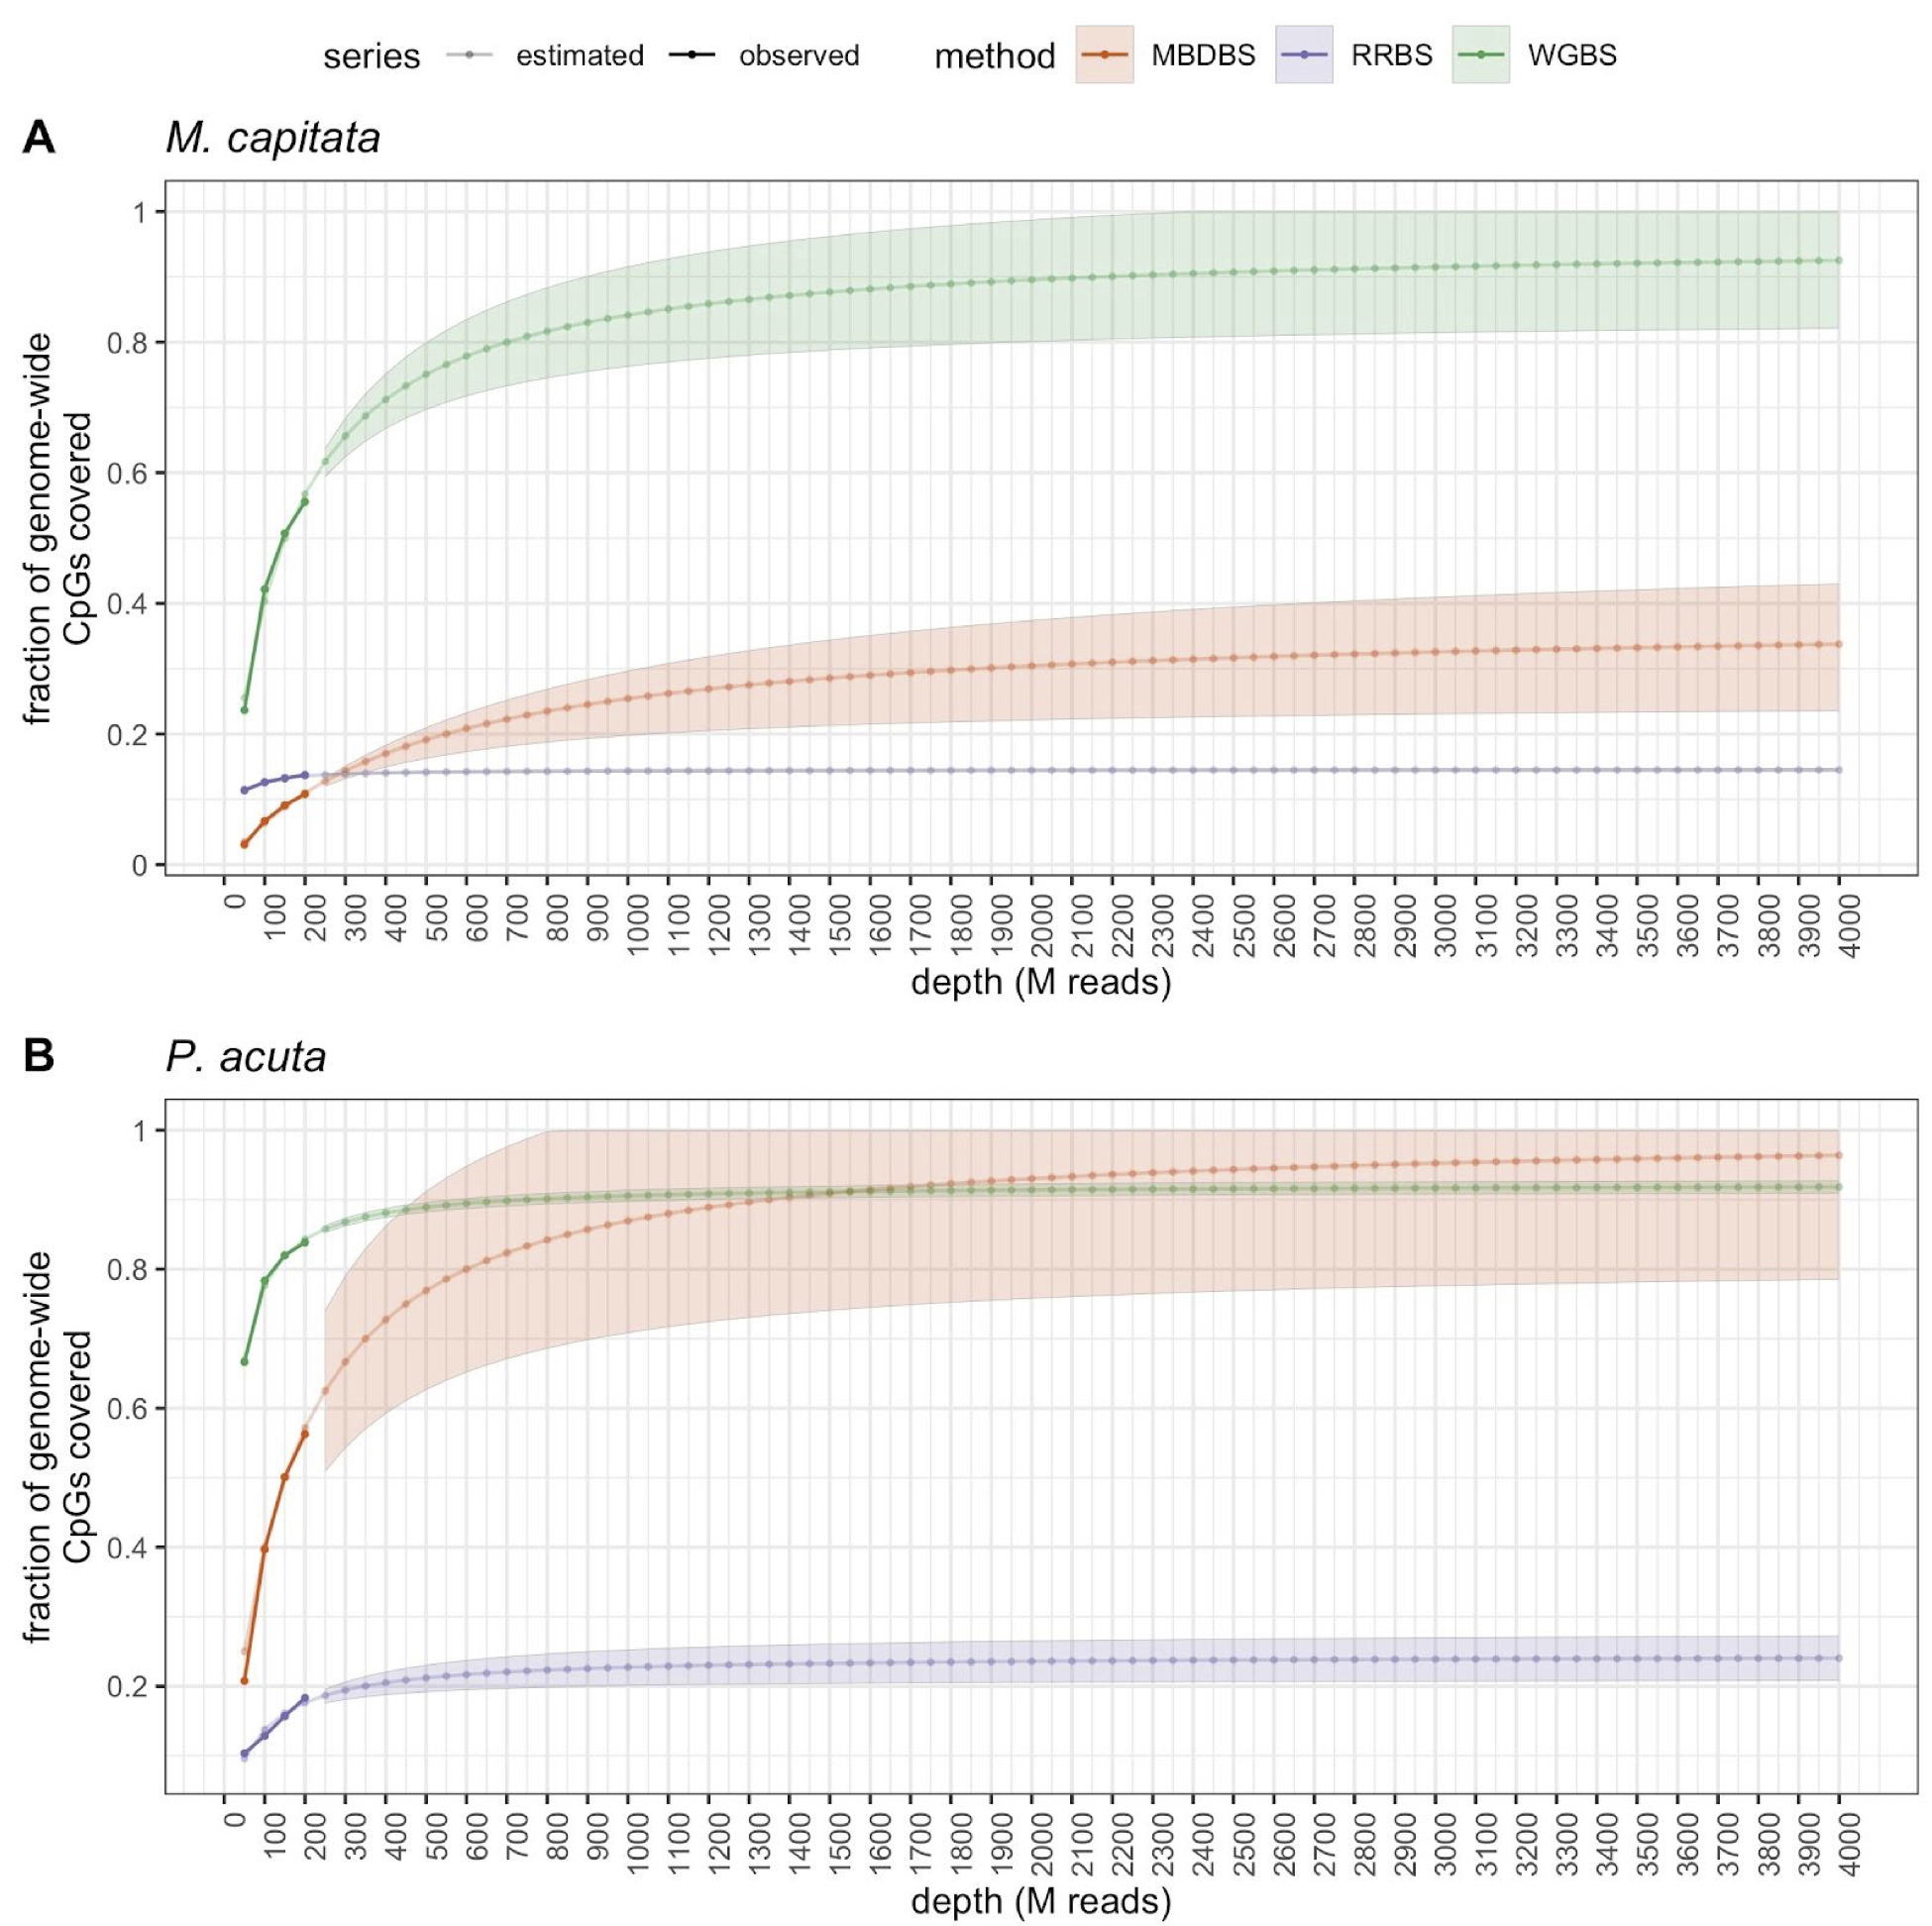 series estimated observed method MBDBS RRBS WGBS
A M. capitata
fraction of genome-wide
CpGs covered
1
0.8
0.6
0.4
0.2
0
0 100 200 300 400 500 600 700 800 900 1000 1100 1200 1300 1400 1500 1600 1700 1800 1900 2000 2100 2200 2300 2400 2500 2600 2700 2800 2900 3000 3100 3200 3300 3400 3500 3600 3700 3800 3900 4000
depth (M reads)
B P. acuta
fraction of genome-wide
CpGs covered
1
0.8
0.6
0.4
0.2
0 100 200 300 400 500 600 700 800 900 1000 1100 1200 1300 1400 1500 1600 1700 1800 1900 2000 2100 2200 2300 2400 2500 2600 2700 2800 2900 3000 3100 3200 3300 3400 3500 3600 3700 3800 3900 4000
depth (M reads)